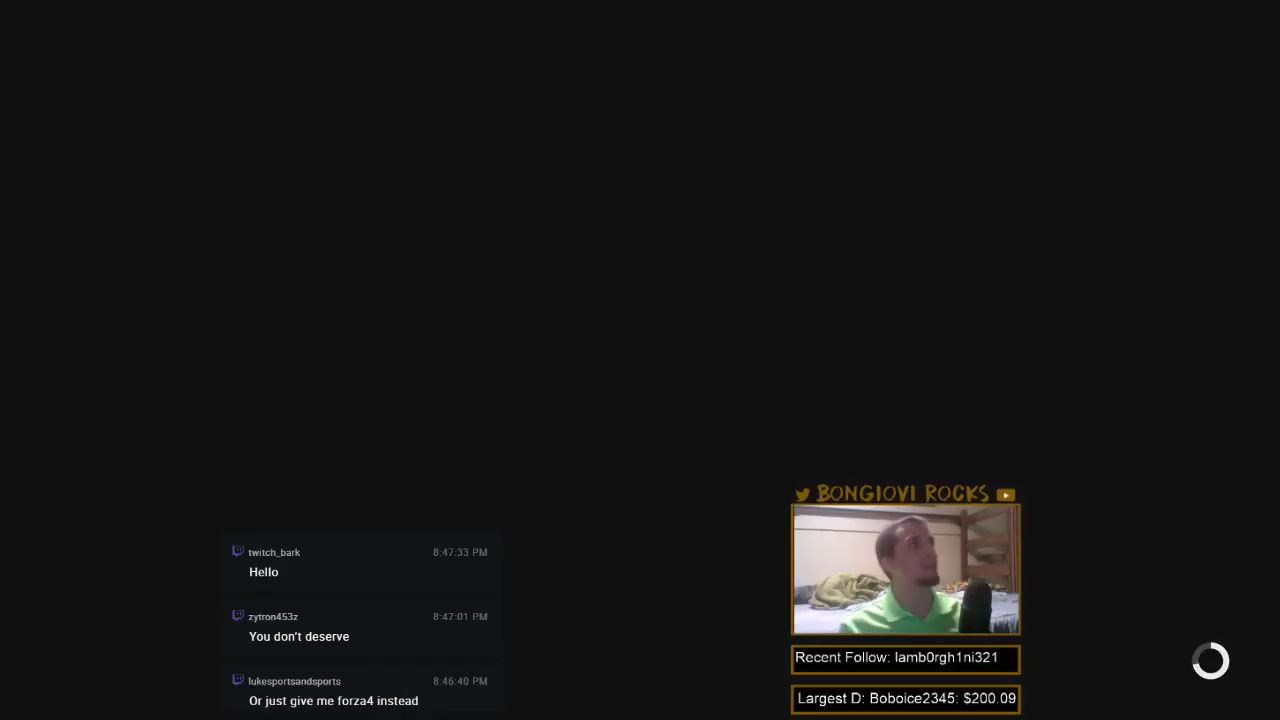 BONGIOVI ROCKS
twitch_bark 8:47:33 PM
Hello
zytron453z 8:47:01 PM
You don't deserve
lukesportsandsports 8:46:40 PM
Or just give me forza4 instead
Recent Follow: lamb0rgh1ni321
Largest D: Boboice2345: $200.09